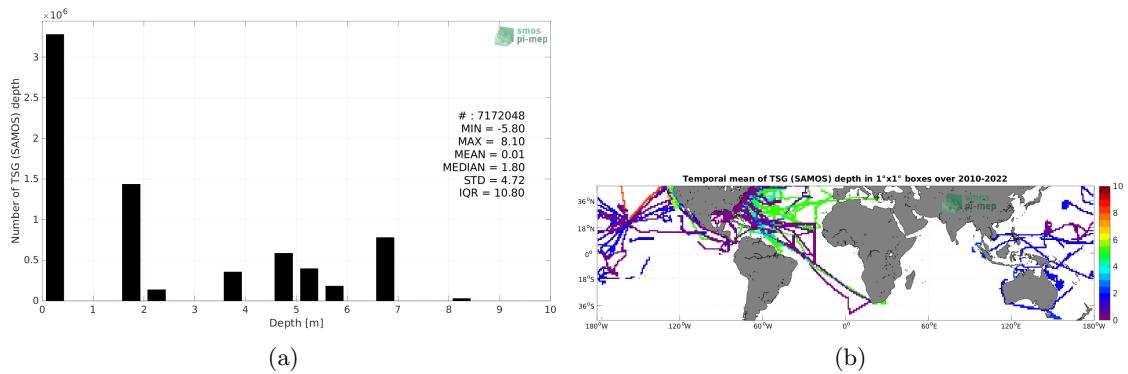 ×10⁶
3.5
3
2.5
2
1.5
1
0.5
0
Number of TSG (SAMOS) depth
0 1 2 3 4 5 6 7 8 9 10
Depth [m]
smos
pi-mep
# : 7172048
MIN = -5.80
MAX = 8.10
MEAN = 0.01
MEDIAN = 1.80
STD = 4.72
IQR = 10.80
(a)
Temporal mean of TSG (SAMOS) depth in 1°x1° boxes over 2010-2022
smos
pi-mep
36°N
18°N
0°
18°S
36°S
180°W 120°W 60°W 0° 60°E 120°E 180°E
10
8
6
4
2
0
(b)